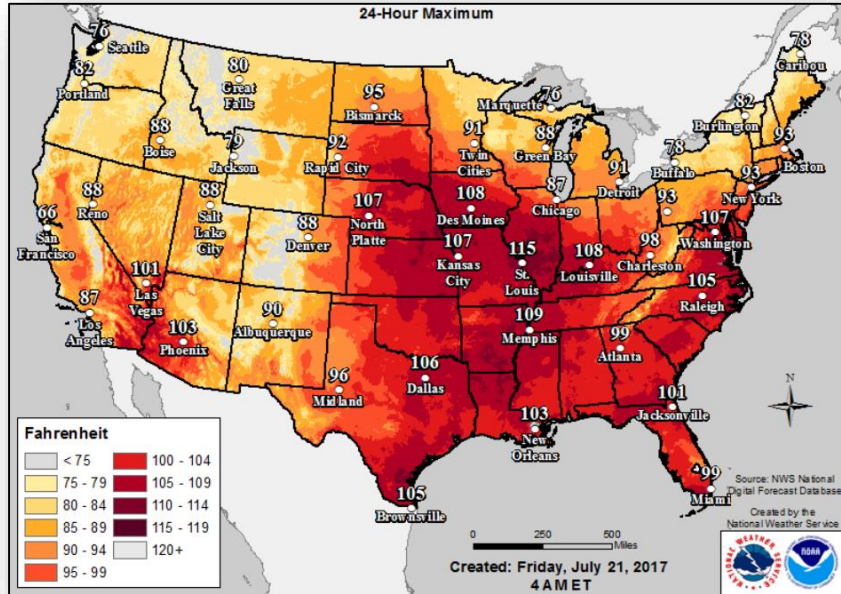 24-Hour Maximum
76
Seattle
82
Portland
80
Great
Falls
95
Bismarck
76
Marquette
78
Caribou
82
Burlington
88
Boise
79
Jackson
92
Rapid City
91
Twin
Cities
88
Green Bay
78
Buffalo
93
Boston
91
Detroit
93
New York
93
87
Chicago
66
San
Francisco
88
Reno
88
Salt
Lake
City
88
Denver
107
North
Platte
108
Des Moines
107
Kansas
City
115
St.
Louis
108
Louisville
98
Charleston
107
Washington
105
Raleigh
101
Las
Vegas
87
Los
Angeles
103
Phoenix
90
Albuquerque
109
Memphis
99
Atlanta
96
Midland
106
Dallas
103
New
Orleans
101
Jacksonville
99
Miami
105
Brownsville
N
Fahrenheit
< 75
75 - 79
80 - 84
85 - 89
90 - 94
95 - 99
100 - 104
105 - 109
110 - 114
115 - 119
120+
0 250 500
Miles
Created: Friday, July 21, 2017
4 AM ET
Source: NWS National
Digital Forecast Database
Created by the
National Weather Service
NATIONAL WEATHER SERVICE
NOAA